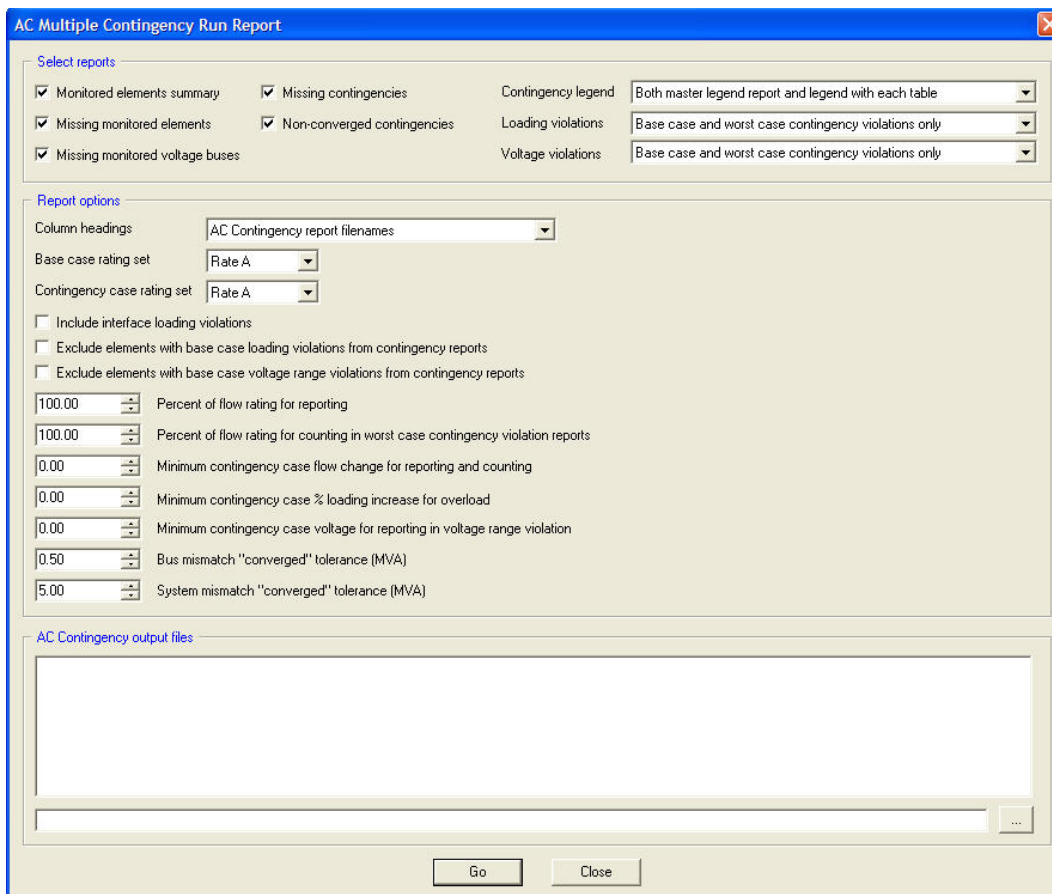 AC Multiple Contingency Run Report
Select reports
Monitored elements summary
Missing contingencies
Contingency legend
Both master legend report and legend with each table
Missing monitored elements
Non-converged contingencies
Loading violations
Base case and worst case contingency violations only
Missing monitored voltage buses
Voltage violations
Base case and worst case contingency violations only
Report options
Column headings
AC Contingency report filenames
Base case rating set
Rate A
Contingency case rating set
Rate A
Include interface loading violations
Exclude elements with base case loading violations from contingency reports
Exclude elements with base case voltage range violations from contingency reports
100.00 Percent of flow rating for reporting
100.00 Percent of flow rating for counting in worst case contingency violation reports
0.00 Minimum contingency case flow change for reporting and counting
0.00 Minimum contingency case % loading increase for overload
0.00 Minimum contingency case voltage for reporting in voltage range violation
0.50 Bus mismatch "converged" tolerance (MVA)
5.00 System mismatch "converged" tolerance (MVA)
AC Contingency output files
...
Go
Close